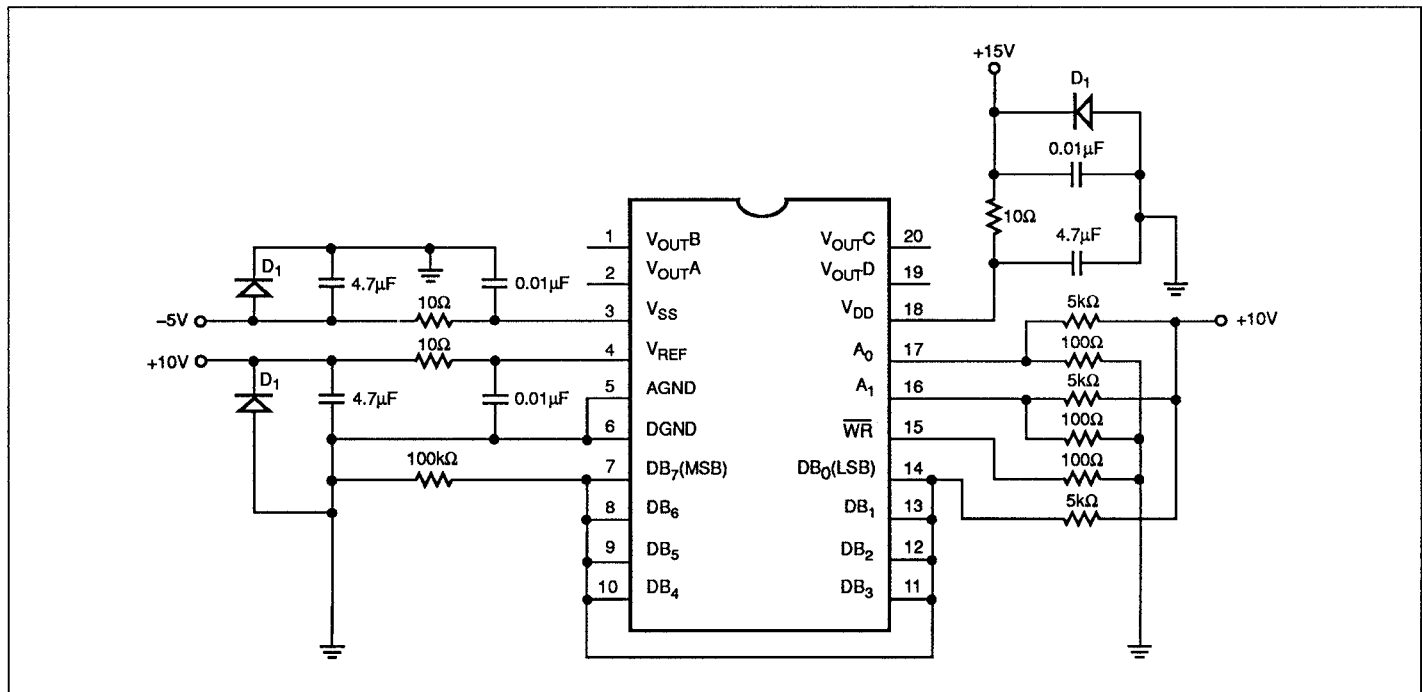 +15V
D1
0.01µF
10Ω
4.7µF
1 VOUTB VOUTC 20
2 VOUTA VOUTD 19
D1
4.7µF
0.01µF
10Ω
5kΩ
–5V
3 VSS VDD 18
+10V
10Ω
100Ω
+10V
4 VREF A0 17
D1
4.7µF
0.01µF
5kΩ
5 AGND A1 16
100Ω
6 DGND WR 15
100kΩ
100Ω
7 DB7(MSB) DB0(LSB) 14
5kΩ
8 DB6 DB1 13
9 DB5 DB2 12
10 DB4 DB3 11